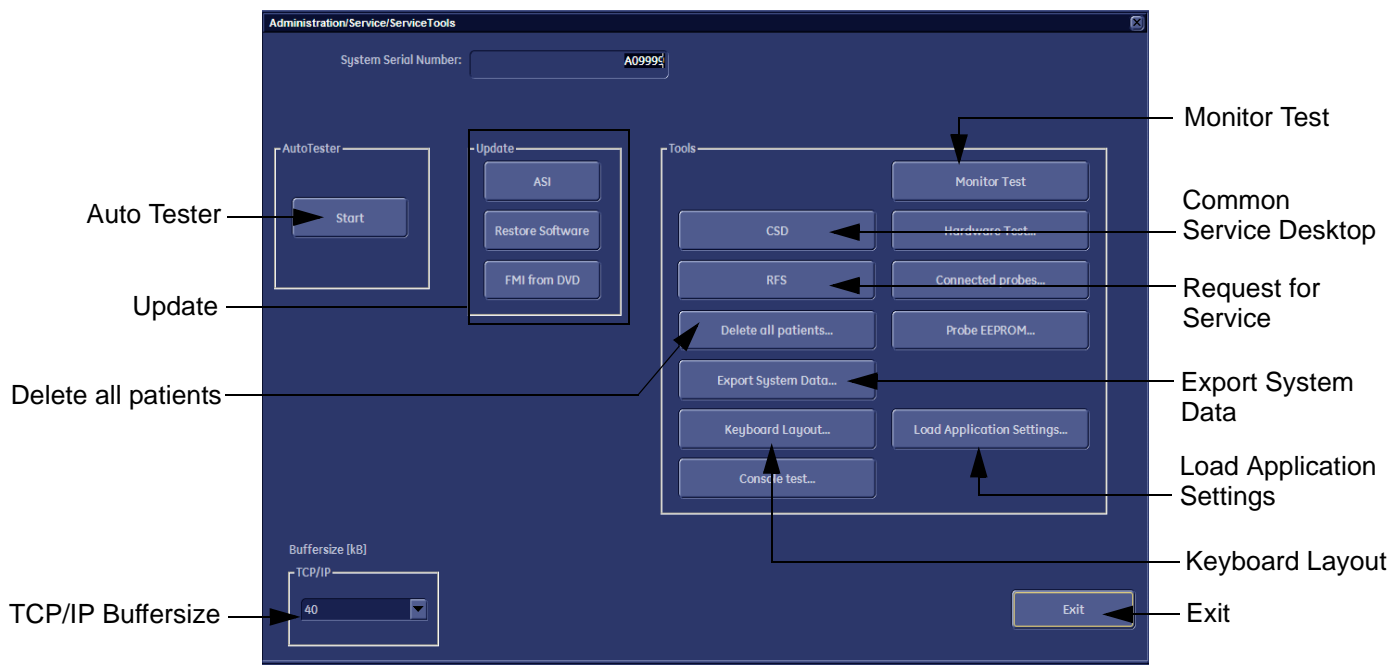 Administration/Service/ServiceTools
System Serial Number:
A09999
AutoTester
Start
Update
ASI
Restore Software
FMI from DVD
Tools
Monitor Test
CSD
Hardware Test...
RFS
Connected probes...
Delete all patients...
Probe EEPROM...
Export System Data...
Keyboard Layout...
Load Application Settings...
Console test...
Buffersize [kB]
TCP/IP
40
Exit
Auto Tester
Update
Delete all patients
TCP/IP Buffersize
Monitor Test
Common
Service Desktop
Request for
Service
Export System
Data
Load Application
Settings
Keyboard Layout
Exit